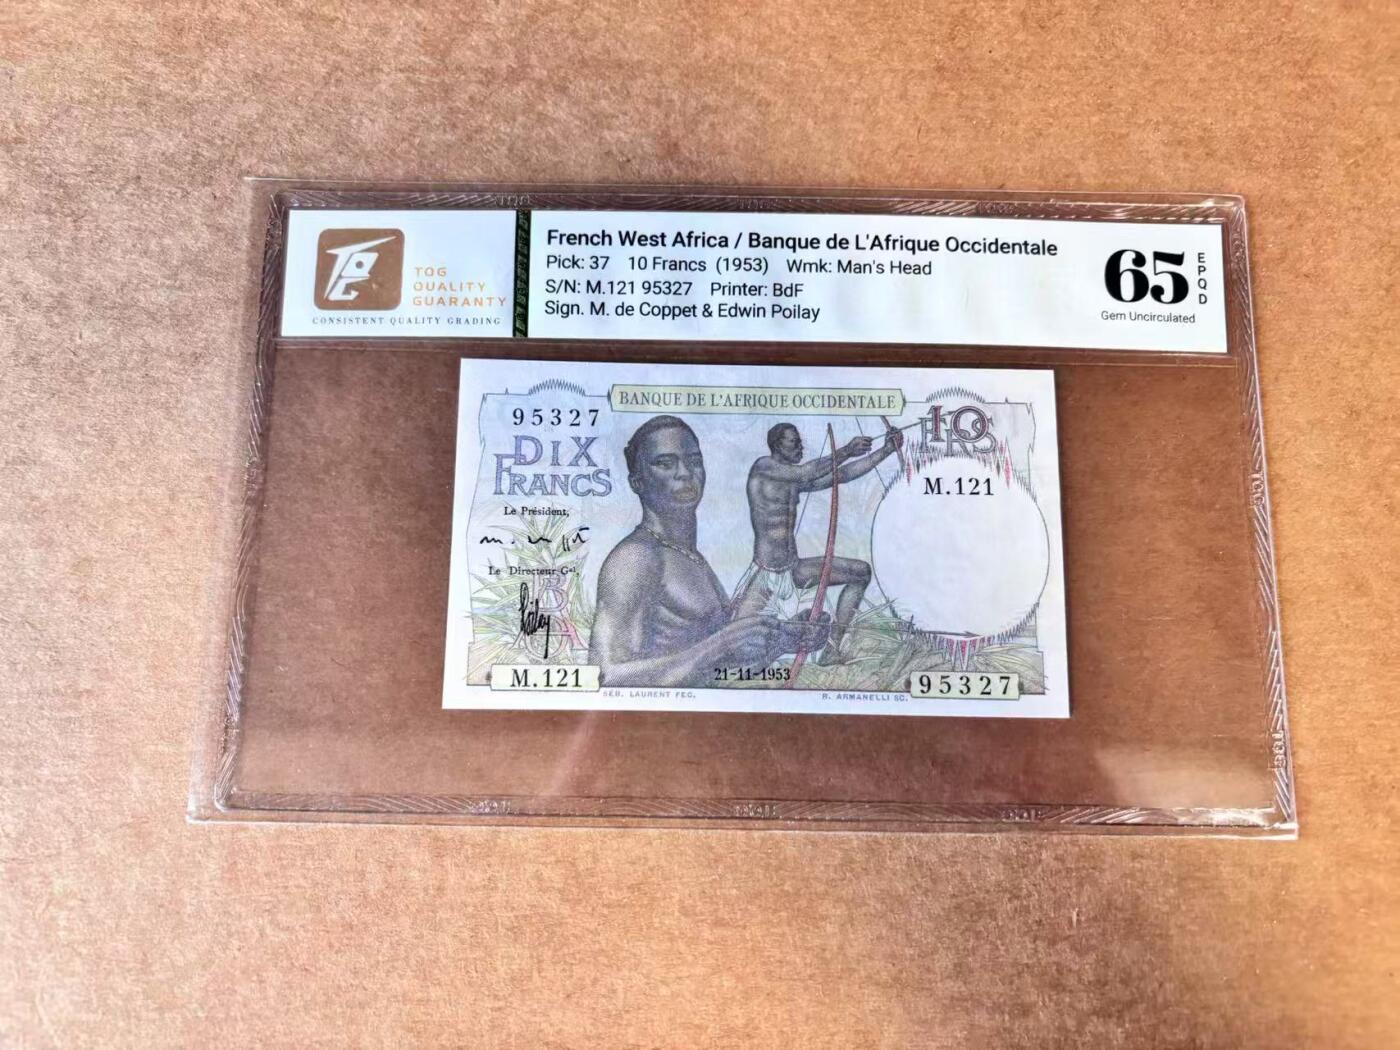 TQG
QUALITY
GUARANTY
CONSISTENT QUALITY GRADING
French West Africa / Banque de L'Afrique Occidentale
Pick: 37 10 Francs (1953) Wmk: Man's Head
S/N: M.121 95327 Printer: BdF
Sign. M. de Coppet & Edwin Poilay
65
EPQD
Gem Uncirculated
BANQUE DE L'AFRIQUE OCCIDENTALE
95327
DIX
FRANCS
10
FRS
M.121
Le Président,
Le Directeur Gal,
Poilay
M.121
21-11-1953
95327
SÉB. LAURENT FEC.
R. ARMANELLI SC.